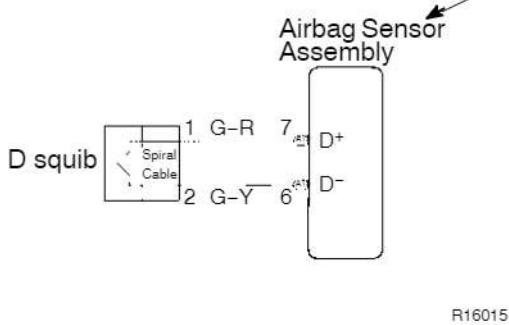 Airbag Sensor
Assembly
1 G-R 7
D+
D squib
Spiral
Cable
D-
2 G-Y 6
R16015